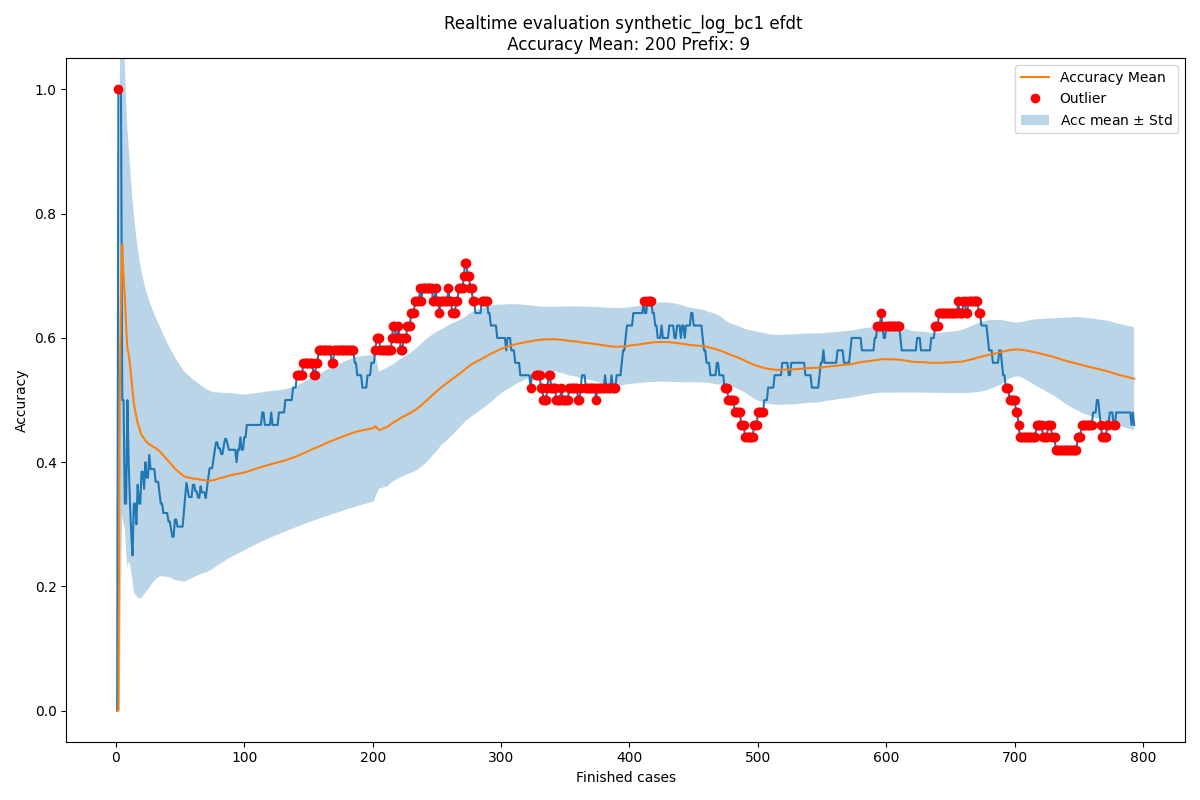 Realtime evaluation synthetic_log_bc1 efdt
Accuracy Mean: 200 Prefix: 9
Accuracy Mean
Outlier
Acc mean ± Std
Accuracy
1.0
0.8
0.6
0.4
0.2
0.0
0 100 200 300 400 500 600 700 800
Finished cases